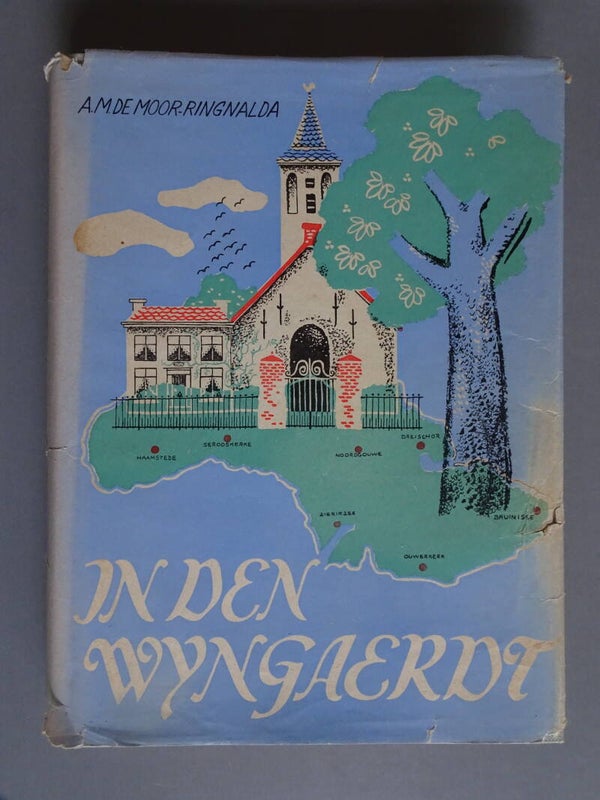 A.M. DE MOOR-RINGNALDA
HAAMSTEDE
SEROOSKERKE
NOORDGOUWE
DREISCHOR
ZIERIKZEE
BRUINISSE
OUWERKERK
IN DEN
WYNGAERDT